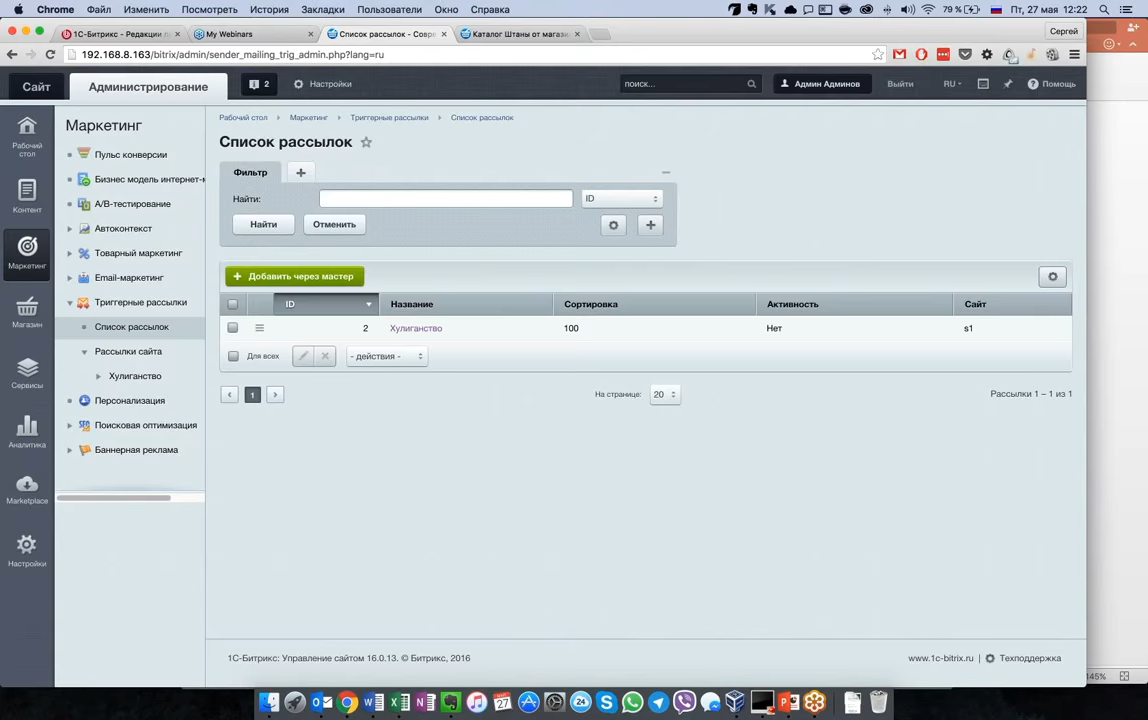 Chrome Файл Изменить Посмотреть История Закладки Пользователи Окно Справка 79 % Пт, 27 мая 12:22
1С-Битрикс - Редакции п
My Webinars
Список рассылок - Совре
Каталог Штаны от магази
Сергей
192.168.8.163/bitrix/admin/sender_mailing_trig_admin.php?lang=ru
Сайт
Администрирование
2
Настройки
поиск...
Админ Админов
Выйти
RU
Помощь
Рабочий стол
Контент
Маркетинг
Магазин
Сервисы
Аналитика
Marketplace
Настройки
Маркетинг
Пульс конверсии
Бизнес модель интернет-м
A/B-тестирование
Автоконтекст
Товарный маркетинг
Email-маркетинг
Триггерные рассылки
Список рассылок
Рассылки сайта
Хулиганство
Персонализация
Поисковая оптимизация
Баннерная реклама
Рабочий стол Маркетинг Триггерные рассылки Список рассылок
Список рассылок
Фильтр
Найти:
ID
Найти
Отменить
Добавить через мастер
ID Название Сортировка Активность Сайт
2 Хулиганство 100 Нет s1
Для всех
- действия -
1
На странице: 20
Рассылки 1 – 1 из 1
1С-Битрикс: Управление сайтом 16.0.13. © Битрикс, 2016
www.1c-bitrix.ru
Техподдержка
145%